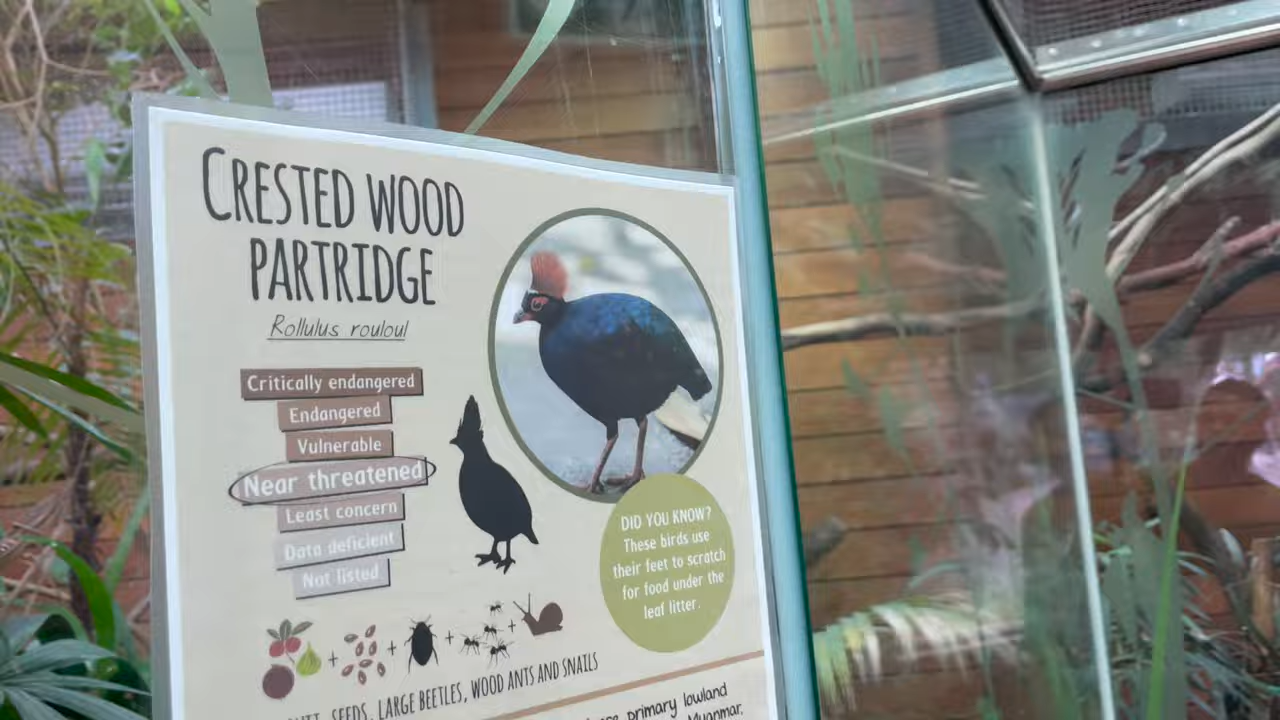 CRESTED WOOD
PARTRIDGE
Rollulus rouloul
Critically endangered
Endangered
Vulnerable
Near threatened
Least concern
Data deficient
Not listed
DID YOU KNOW?
These birds use
their feet to scratch
for food under the
leaf litter.
SEEDS, LARGE BEETLES, WOOD ANTS AND SNAILS
primary lowland
Myanmar,